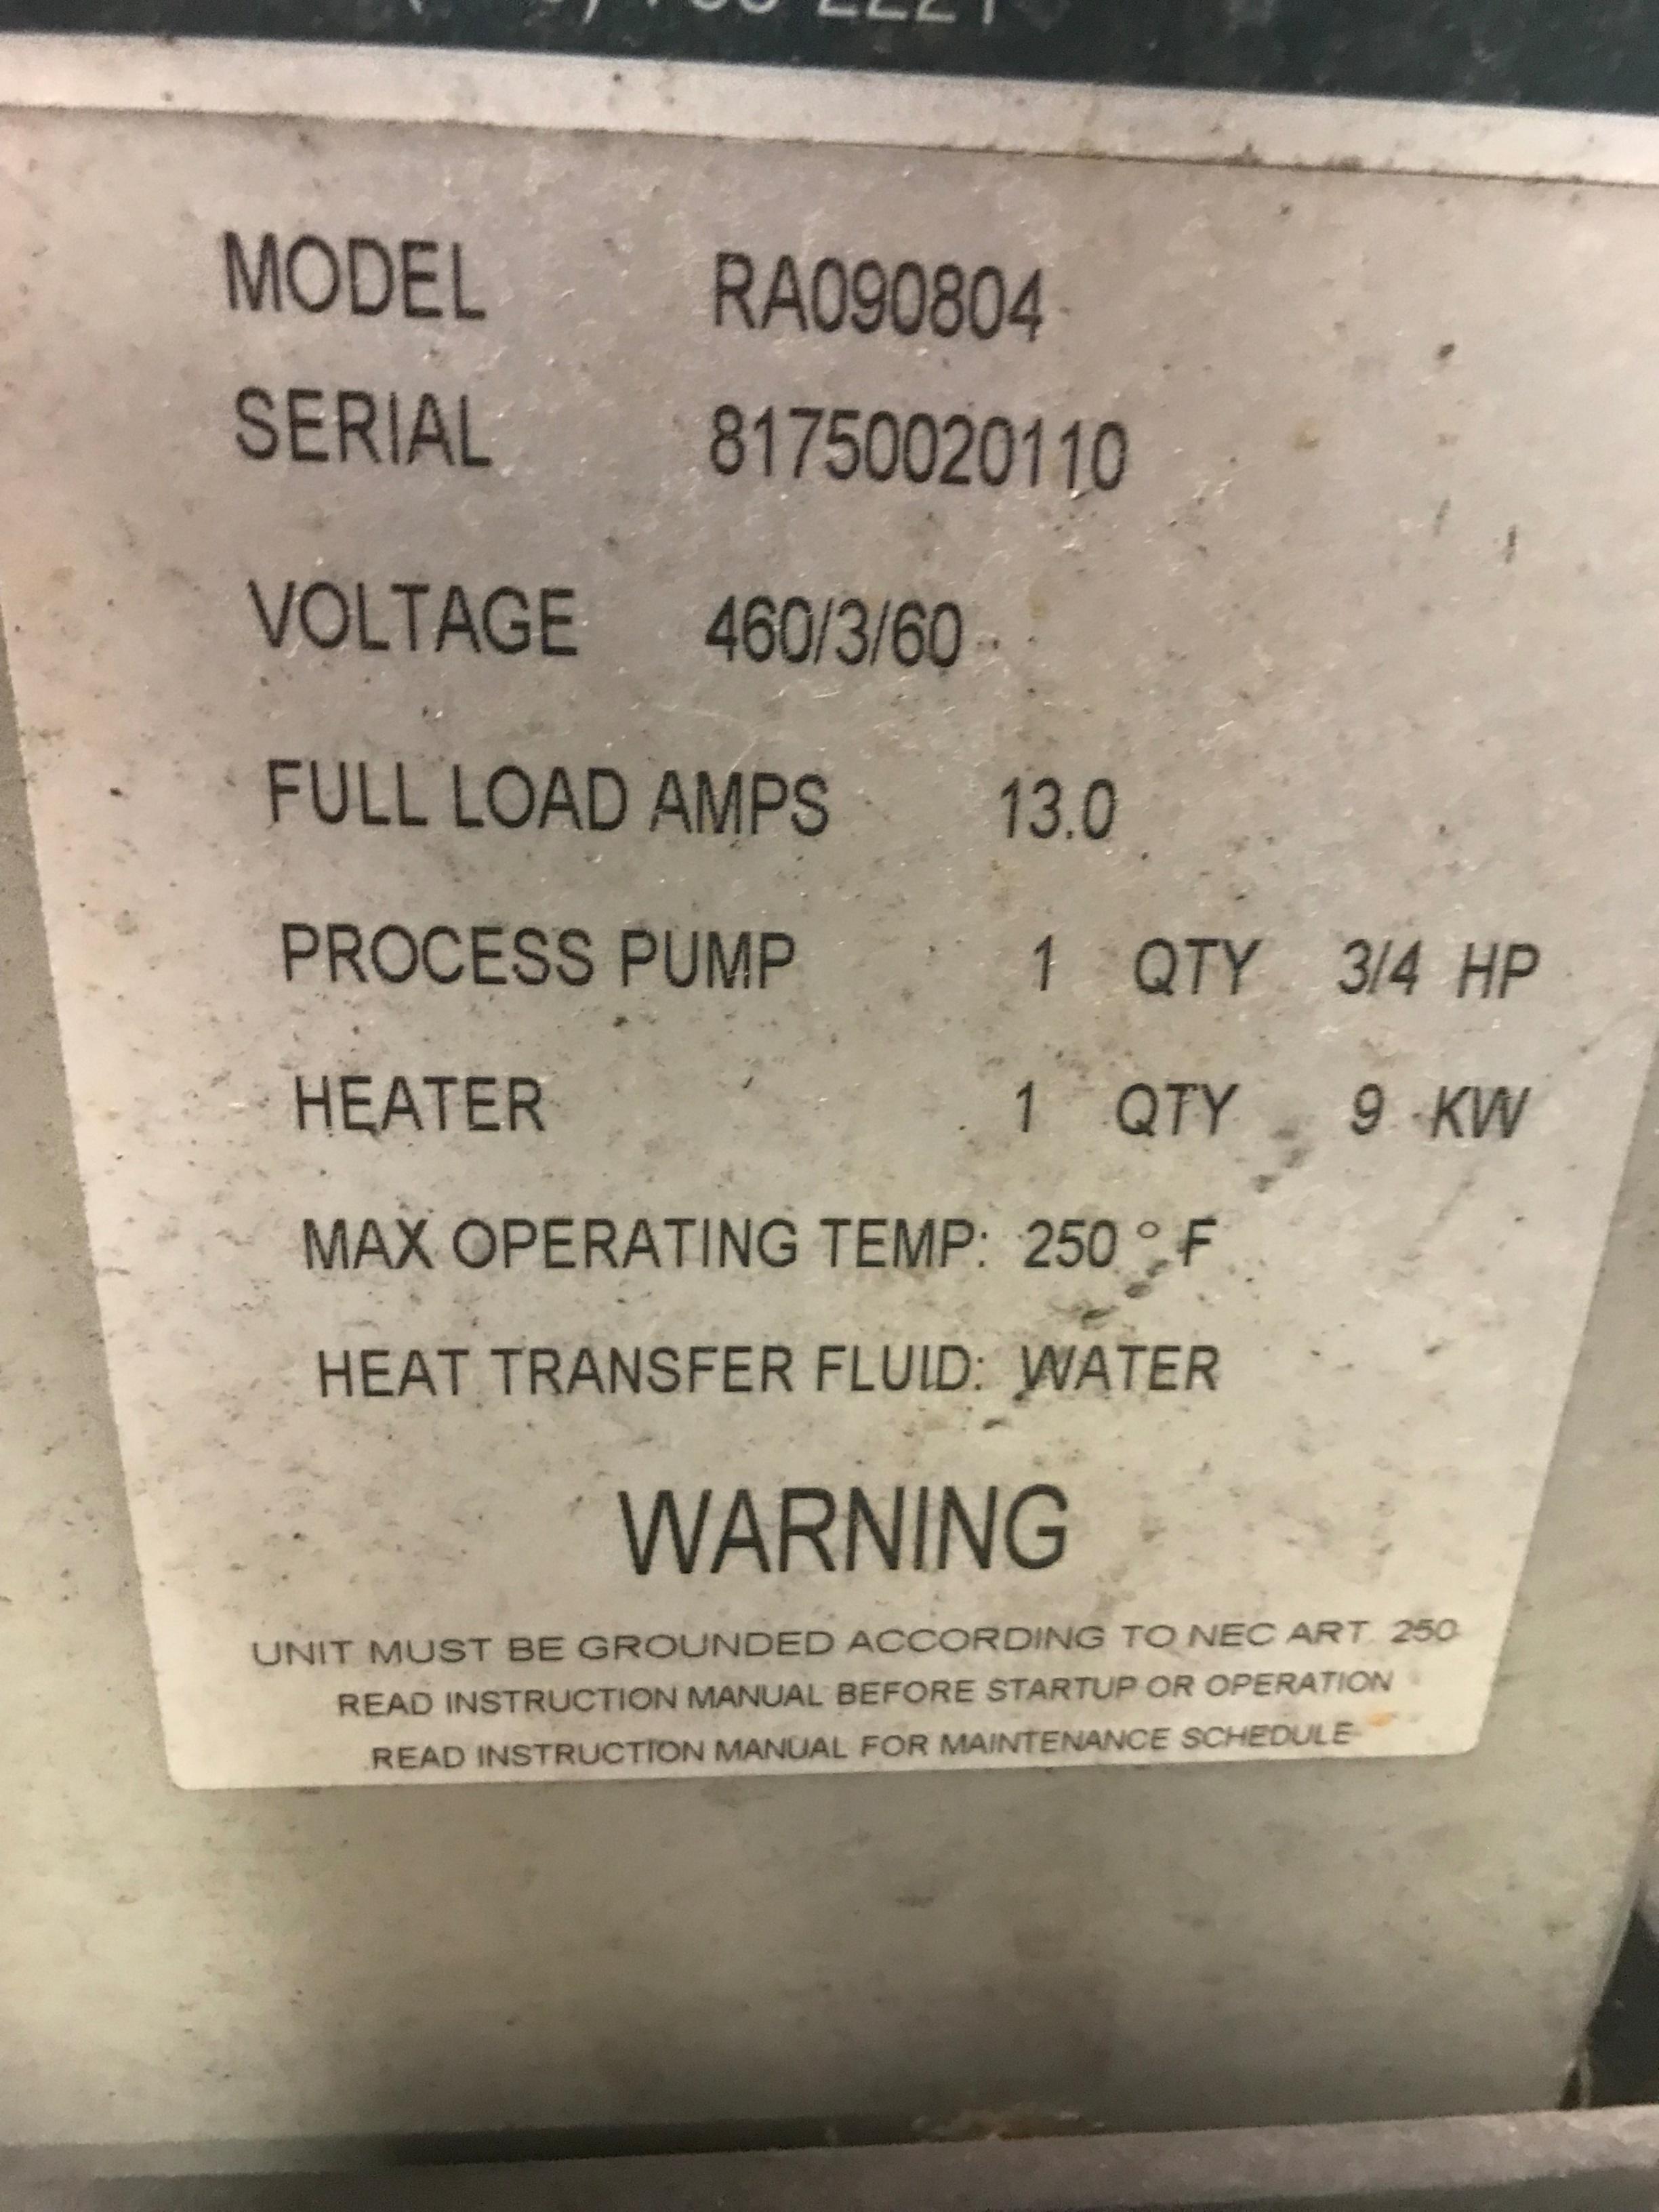 MODEL RA090804
SERIAL 81750020110
VOLTAGE 460/3/60
FULL LOAD AMPS 13.0
PROCESS PUMP 1 QTY 3/4 HP
HEATER 1 QTY 9 KW
MAX OPERATING TEMP: 250 ° F
HEAT TRANSFER FLUID: WATER
WARNING
UNIT MUST BE GROUNDED ACCORDING TO NEC ART. 250
READ INSTRUCTION MANUAL BEFORE STARTUP OR OPERATION
READ INSTRUCTION MANUAL FOR MAINTENANCE SCHEDULE